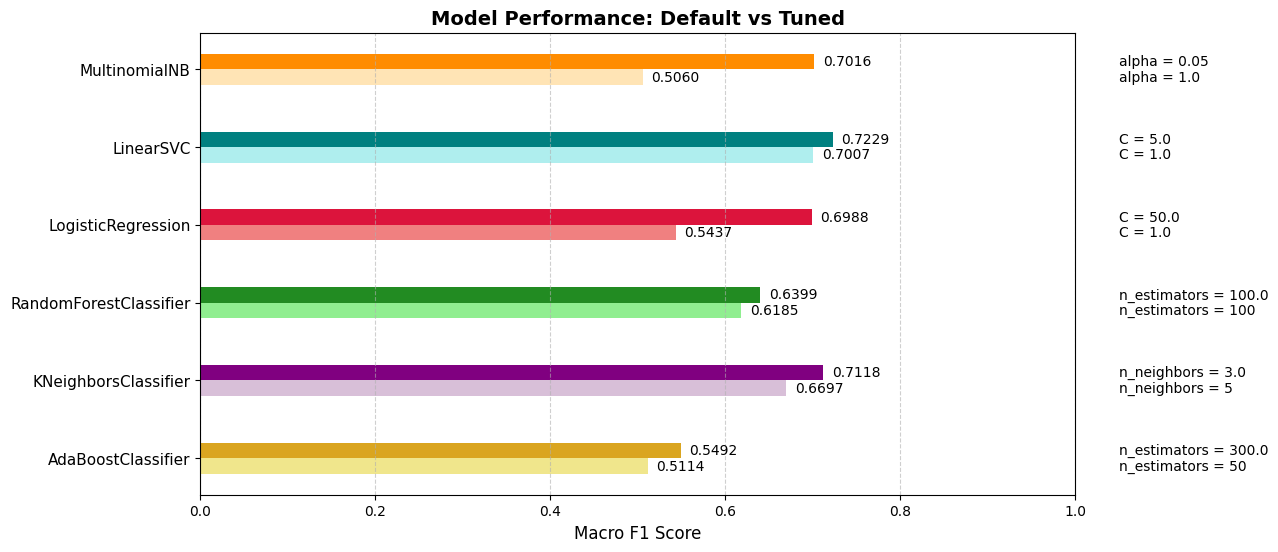 Model Performance: Default vs Tuned
MultinomialNB
0.7016
alpha = 0.05
0.5060
alpha = 1.0
LinearSVC
0.7229
C = 5.0
0.7007
C = 1.0
LogisticRegression
0.6988
C = 50.0
0.5437
C = 1.0
RandomForestClassifier
0.6399
n_estimators = 100.0
0.6185
n_estimators = 100
KNeighborsClassifier
0.7118
n_neighbors = 3.0
0.6697
n_neighbors = 5
AdaBoostClassifier
0.5492
n_estimators = 300.0
0.5114
n_estimators = 50
0.0 0.2 0.4 0.6 0.8 1.0
Macro F1 Score